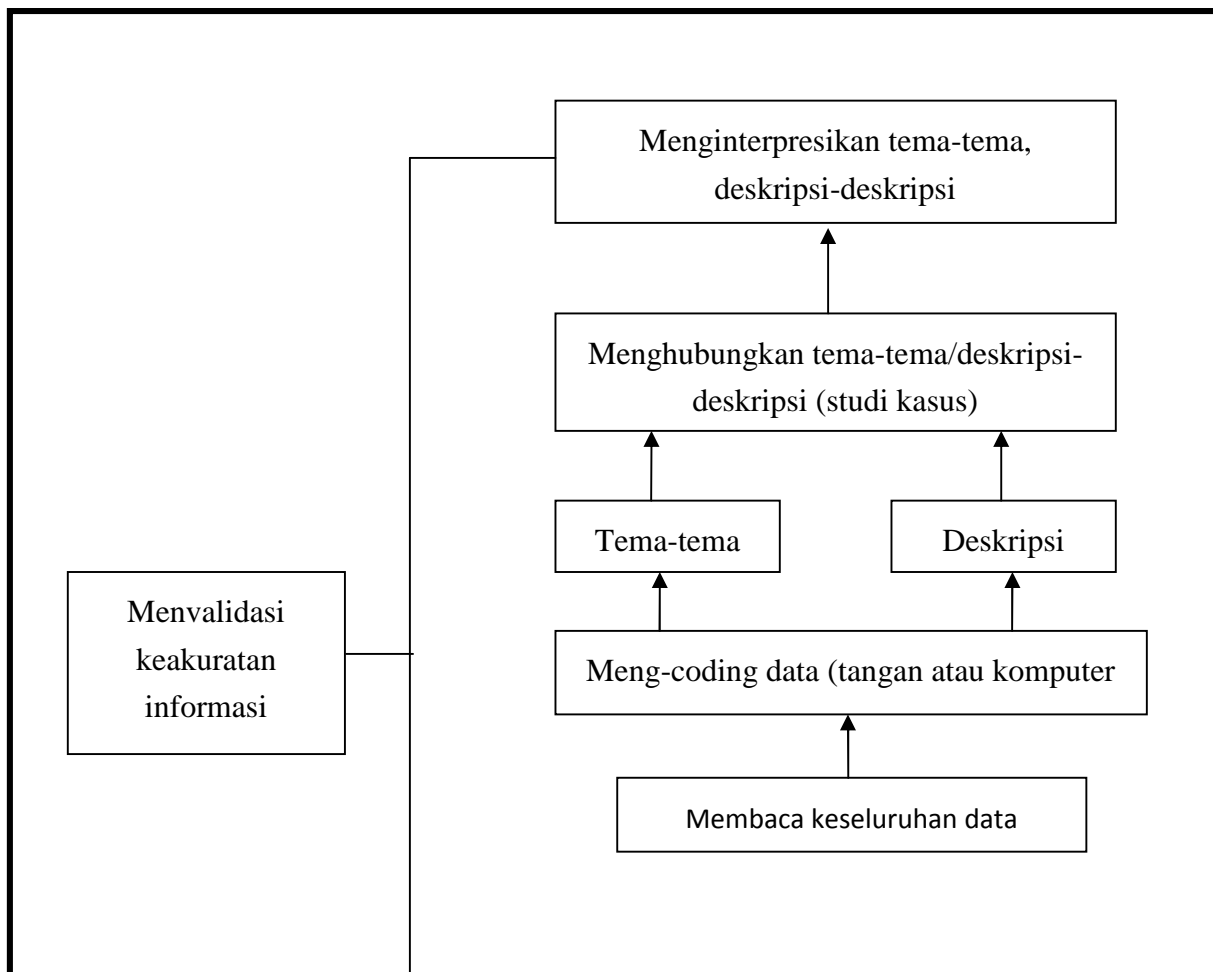 Menginterpresikan tema-tema,
deskripsi-deskripsi
Menghubungkan tema-tema/deskripsi-
deskripsi (studi kasus)
Tema-tema
Deskripsi
Menvalidasi
keakuratan
informasi
Meng-coding data (tangan atau komputer
Membaca keseluruhan data